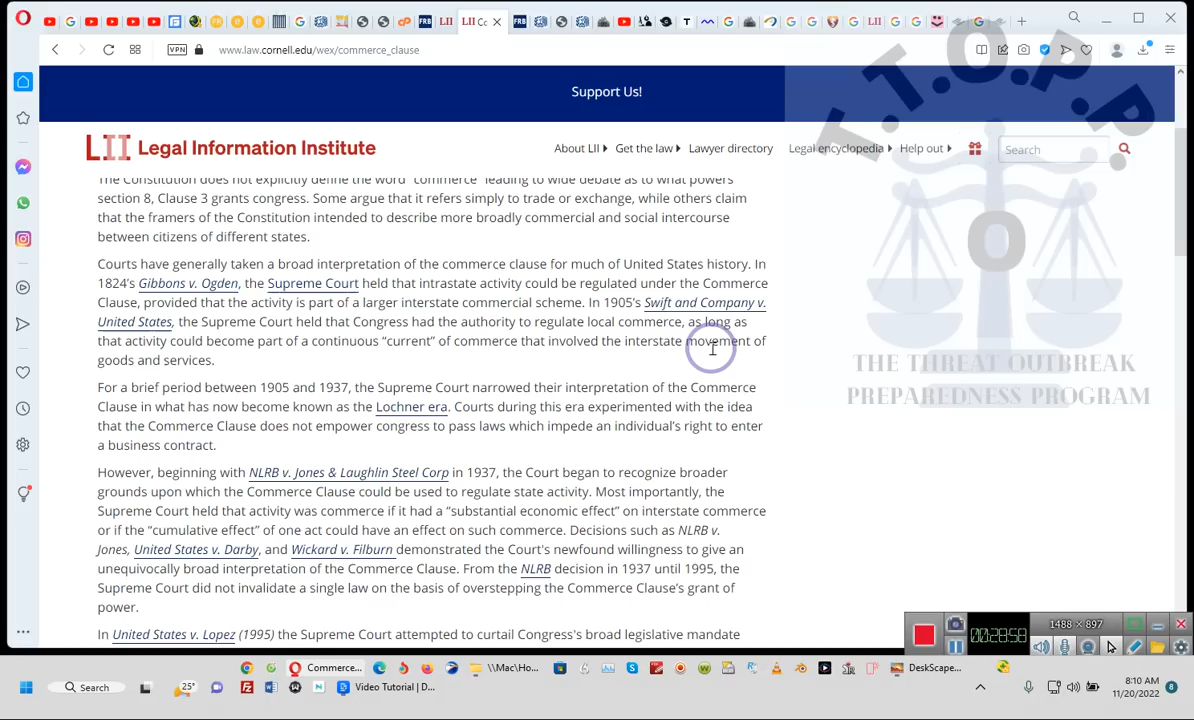 LII
LII
Co
VPN
www.law.cornell.edu/wex/commerce_clause
Support Us!
T.T.O.P.P
LII Legal Information Institute
About LII
Get the law
Lawyer directory
Legal encyclopedia
Help out
Search
The Constitution does not explicitly define the word "commerce" leading to wide debate as to what powers
section 8, Clause 3 grants congress. Some argue that it refers simply to trade or exchange, while others claim
that the framers of the Constitution intended to describe more broadly commercial and social intercourse
between citizens of different states.
Courts have generally taken a broad interpretation of the commerce clause for much of United States history. In
1824's Gibbons v. Ogden, the Supreme Court held that intrastate activity could be regulated under the Commerce
Clause, provided that the activity is part of a larger interstate commercial scheme. In 1905's Swift and Company v.
United States, the Supreme Court held that Congress had the authority to regulate local commerce, as long as
that activity could become part of a continuous “current” of commerce that involved the interstate movement of
goods and services.
For a brief period between 1905 and 1937, the Supreme Court narrowed their interpretation of the Commerce
Clause in what has now become known as the Lochner era. Courts during this era experimented with the idea
that the Commerce Clause does not empower congress to pass laws which impede an individual's right to enter
a business contract.
However, beginning with NLRB v. Jones & Laughlin Steel Corp in 1937, the Court began to recognize broader
grounds upon which the Commerce Clause could be used to regulate state activity. Most importantly, the
Supreme Court held that activity was commerce if it had a “substantial economic effect” on interstate commerce
or if the “cumulative effect” of one act could have an effect on such commerce. Decisions such as NLRB v.
Jones, United States v. Darby, and Wickard v. Filburn demonstrated the Court's newfound willingness to give an
unequivocally broad interpretation of the Commerce Clause. From the NLRB decision in 1937 until 1995, the
Supreme Court did not invalidate a single law on the basis of overstepping the Commerce Clause's grant of
power.
In United States v. Lopez (1995) the Supreme Court attempted to curtail Congress's broad legislative mandate
O
THE THREAT OUTBREAK
PREPAREDNESS PROGRAM
00:28:58
1488 × 897
Commerce...
\\Mac\Ho...
DeskScape...
Search
25°
Video Tutorial | D...
8:10 AM
11/20/2022
8